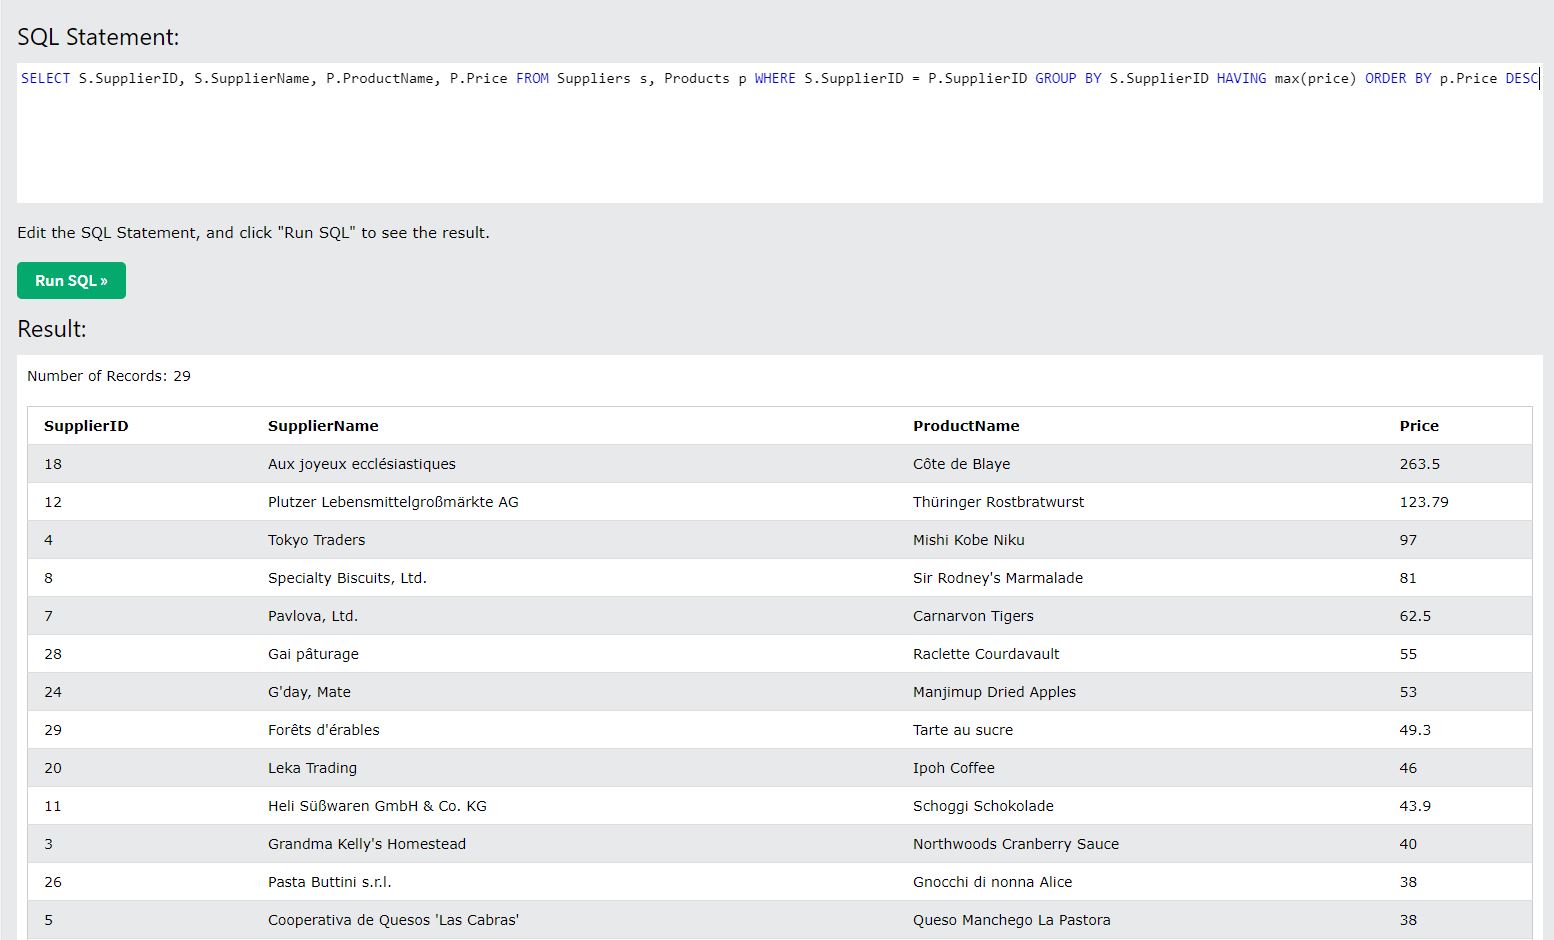 SQL Statement:
SELECT S.SupplierID, S.SupplierName, P.ProductName, P.Price FROM Suppliers s, Products p WHERE S.SupplierID = P.SupplierID GROUP BY S.SupplierID HAVING max(price) ORDER BY p.Price DESC
Edit the SQL Statement, and click "Run SQL" to see the result.
Run SQL »
Result:
Number of Records: 29
SupplierID SupplierName ProductName Price
18 Aux joyeux ecclésiastiques Côte de Blaye 263.5
12 Plutzer Lebensmittelgroßmärkte AG Thüringer Rostbratwurst 123.79
4 Tokyo Traders Mishi Kobe Niku 97
8 Specialty Biscuits, Ltd. Sir Rodney's Marmalade 81
7 Pavlova, Ltd. Carnarvon Tigers 62.5
28 Gai pâturage Raclette Courdavault 55
24 G'day, Mate Manjimup Dried Apples 53
29 Forêts d'érables Tarte au sucre 49.3
20 Leka Trading Ipoh Coffee 46
11 Heli Süßwaren GmbH & Co. KG Schoggi Schokolade 43.9
3 Grandma Kelly's Homestead Northwoods Cranberry Sauce 40
26 Pasta Buttini s.r.l. Gnocchi di nonna Alice 38
5 Cooperativa de Quesos 'Las Cabras' Queso Manchego La Pastora 38